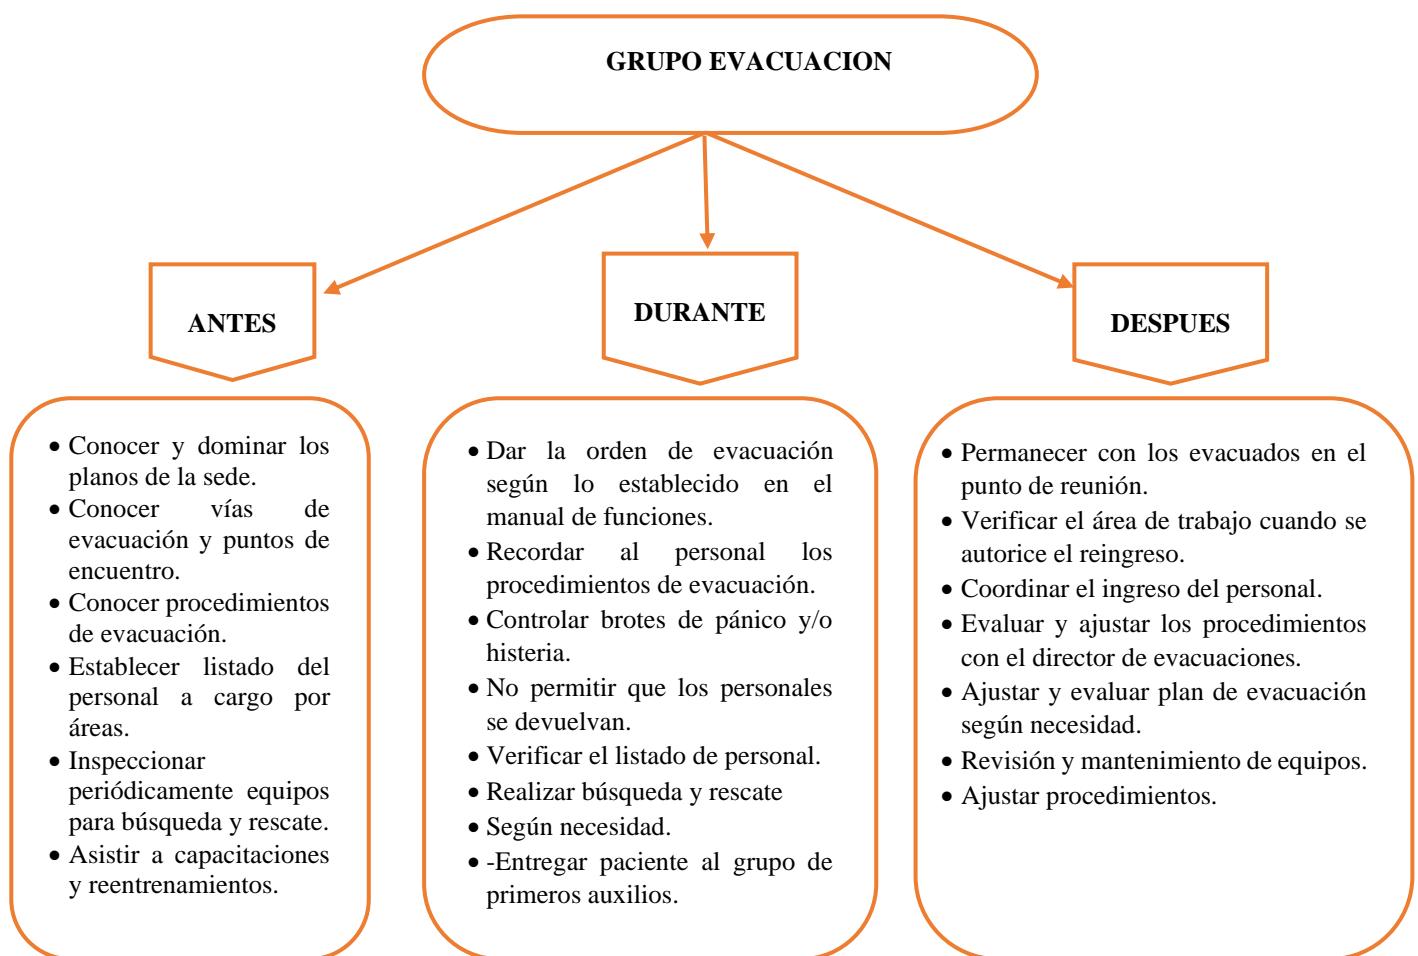 GRUPO EVACUACION
ANTES
DURANTE
DESPUES
• Conocer y dominar los
planos de la sede.
• Conocer vías de
evacuación y puntos de
encuentro.
• Conocer procedimientos
de evacuación.
• Establecer listado del
personal a cargo por
áreas.
• Inspeccionar
periódicamente equipos
para búsqueda y rescate.
• Asistir a capacitaciones
y reentrenamientos.
• Dar la orden de evacuación
según lo establecido en el
manual de funciones.
• Recordar al personal los
procedimientos de evacuación.
• Controlar brotes de pánico y/o
histeria.
• No permitir que los personales
se devuelvan.
• Verificar el listado de personal.
• Realizar búsqueda y rescate
• Según necesidad.
• -Entregar paciente al grupo de
primeros auxilios.
• Permanecer con los evacuados en el
punto de reunión.
• Verificar el área de trabajo cuando se
autorice el reingreso.
• Coordinar el ingreso del personal.
• Evaluar y ajustar los procedimientos
con el director de evacuaciones.
• Ajustar y evaluar plan de evacuación
según necesidad.
• Revisión y mantenimiento de equipos.
• Ajustar procedimientos.